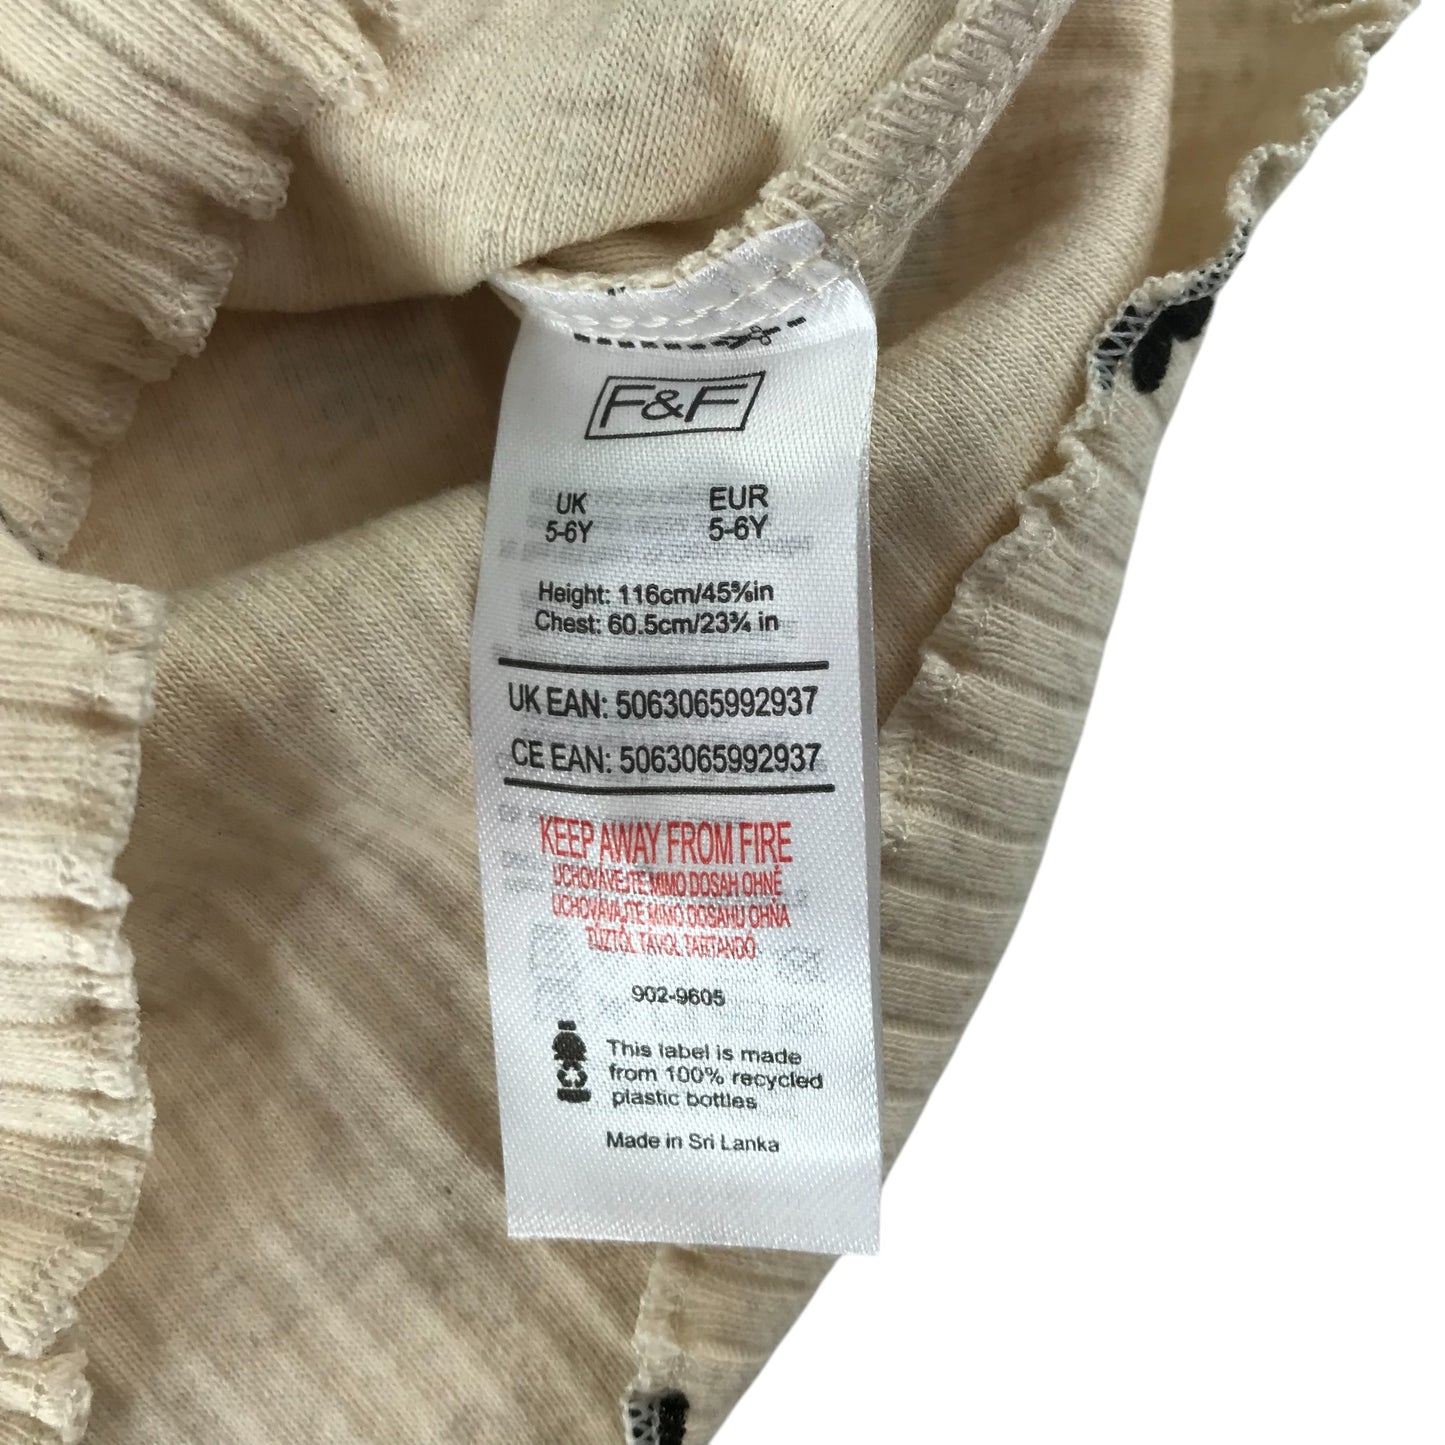 F&F
UK EUR
5-6Y 5-6Y
Height: 116cm/45⅝in
Chest: 60.5cm/23¾ in
UK EAN: 5063065992937
CE EAN: 5063065992937
KEEP AWAY FROM FIRE
UCHOVÁVEJTE MIMO DOSAH OHNĚ
UCHOVÁVAJTE MIMO DOSAHU OHŇA
TŰZTŐL TÁVOL TARTANDÓ
902-9605
This label is made
from 100% recycled
plastic bottles
Made in Sri Lanka